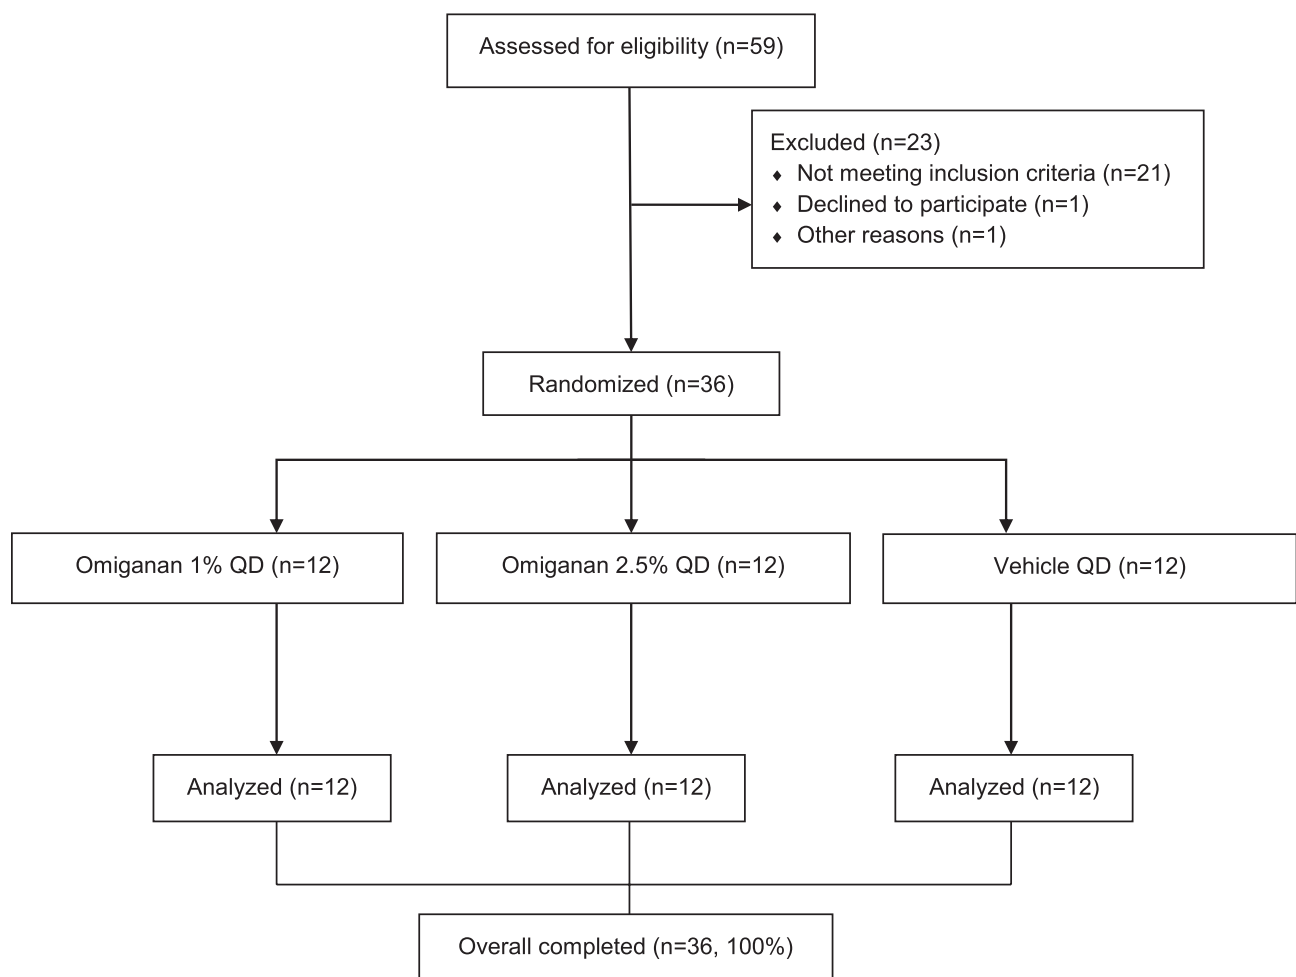 Assessed for eligibility (n=59)
Excluded (n=23)
♦ Not meeting inclusion criteria (n=21)
♦ Declined to participate (n=1)
♦ Other reasons (n=1)
Randomized (n=36)
Omiganan 1% QD (n=12)
Omiganan 2.5% QD (n=12)
Vehicle QD (n=12)
Analyzed (n=12)
Analyzed (n=12)
Analyzed (n=12)
Overall completed (n=36, 100%)